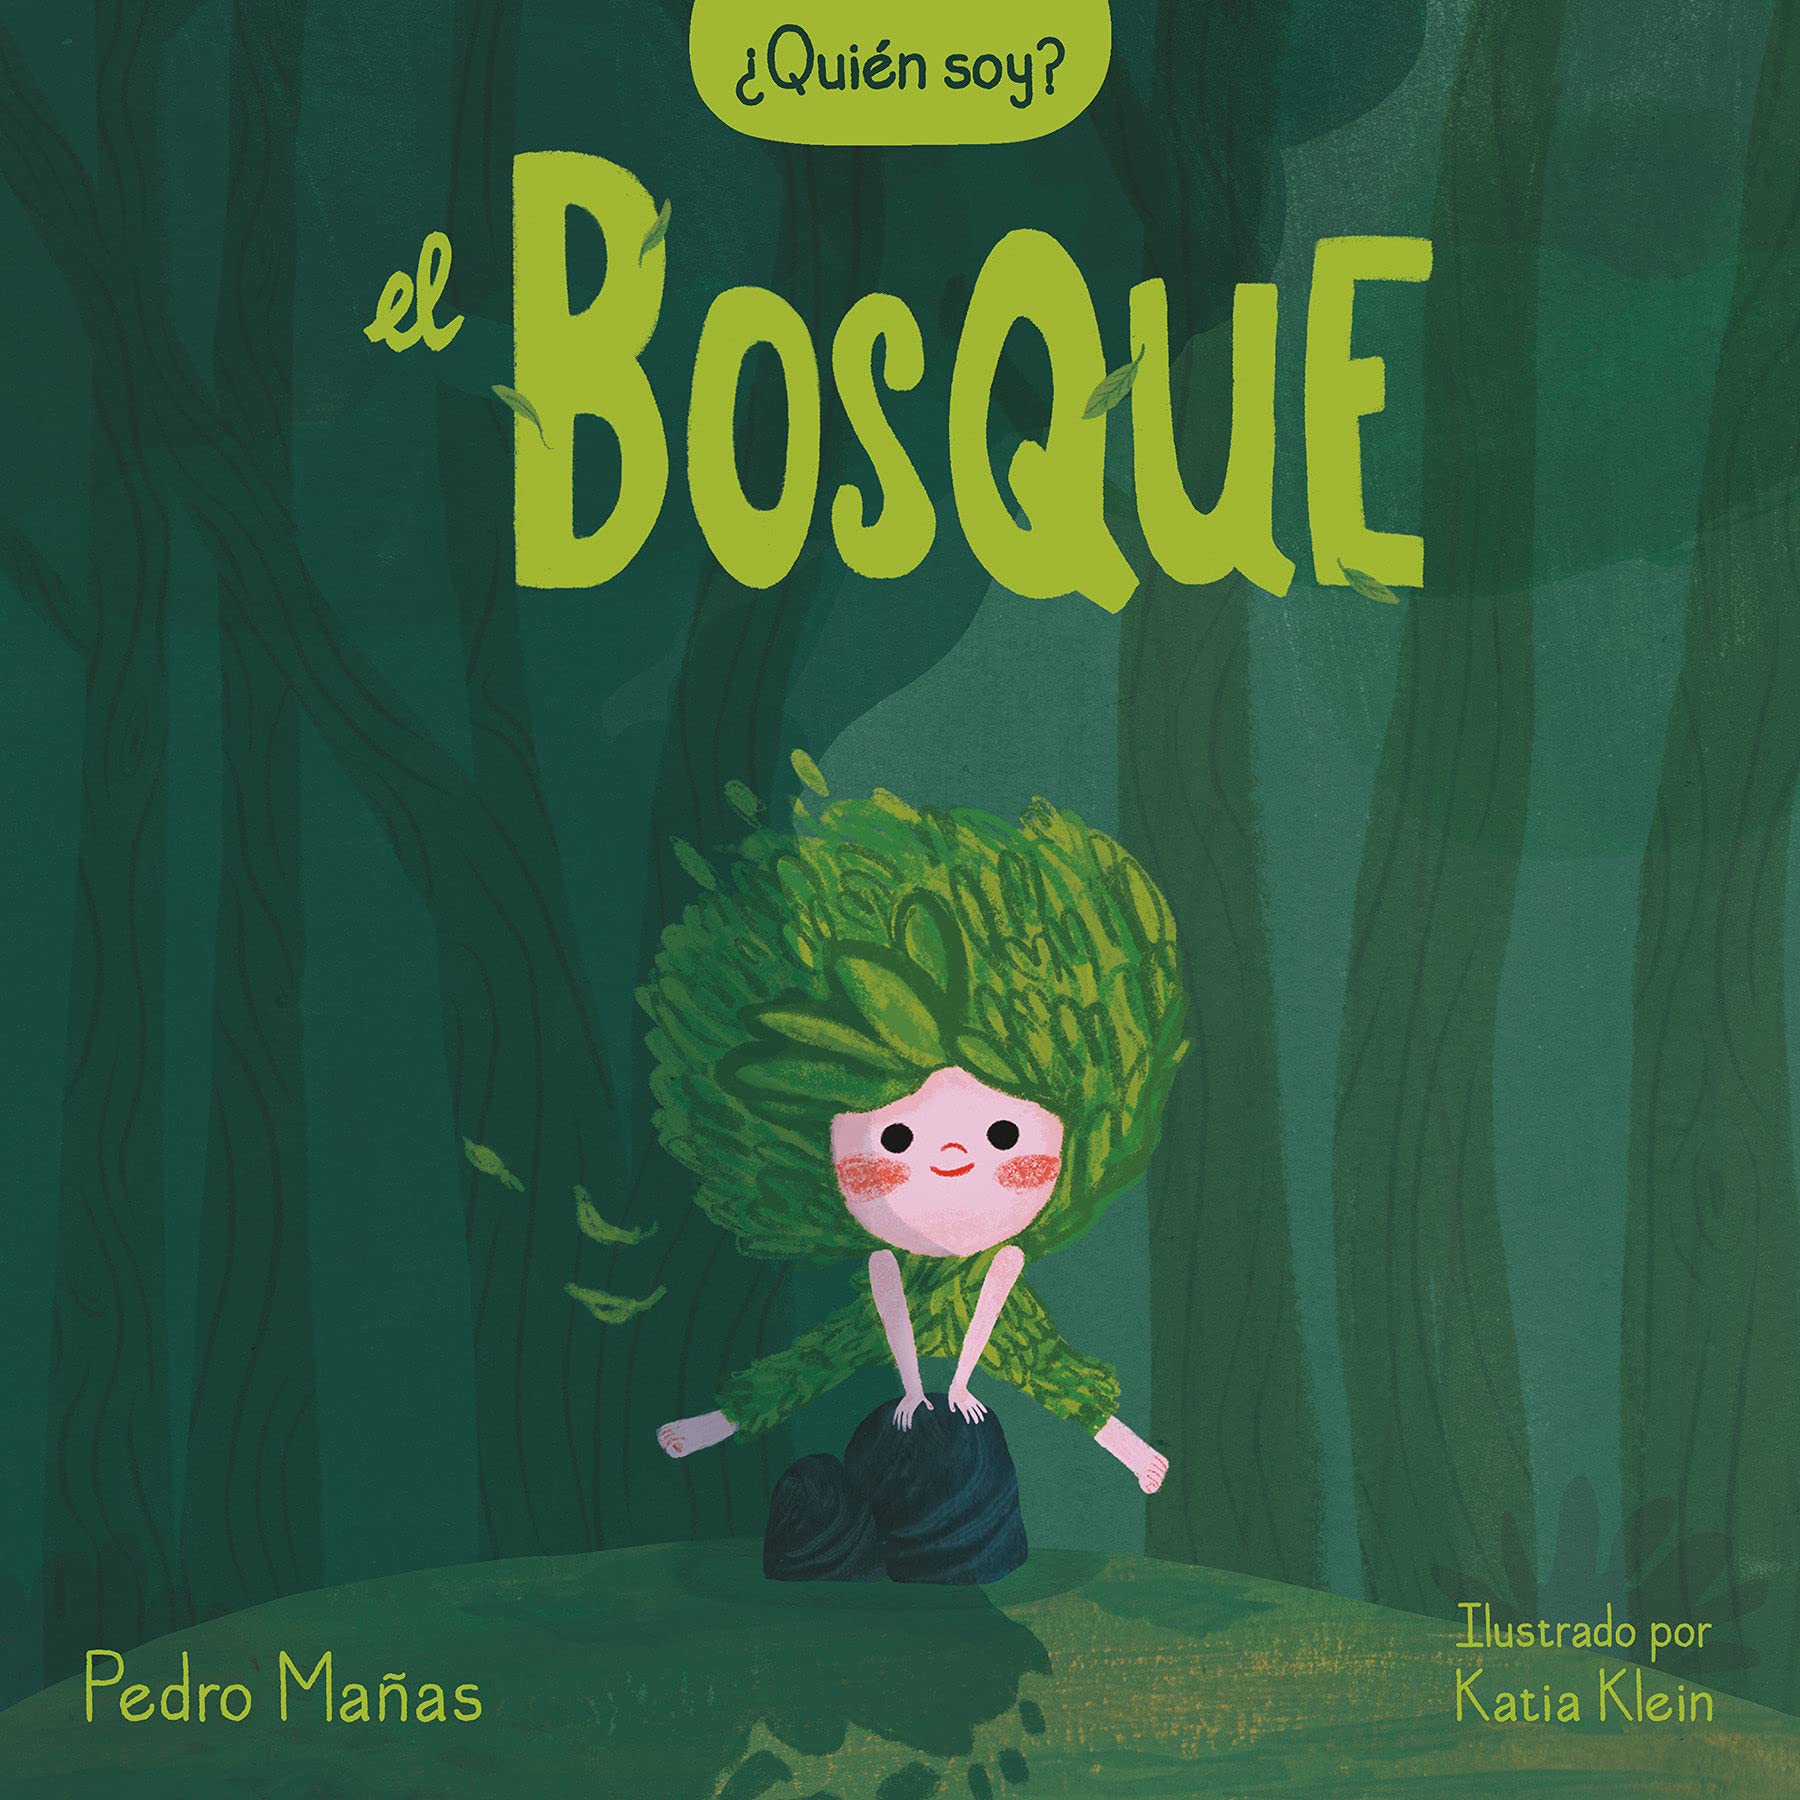 ¿Quién soy?
el BOSQUE
Pedro Mañas
Ilustrado por
Katia Klein